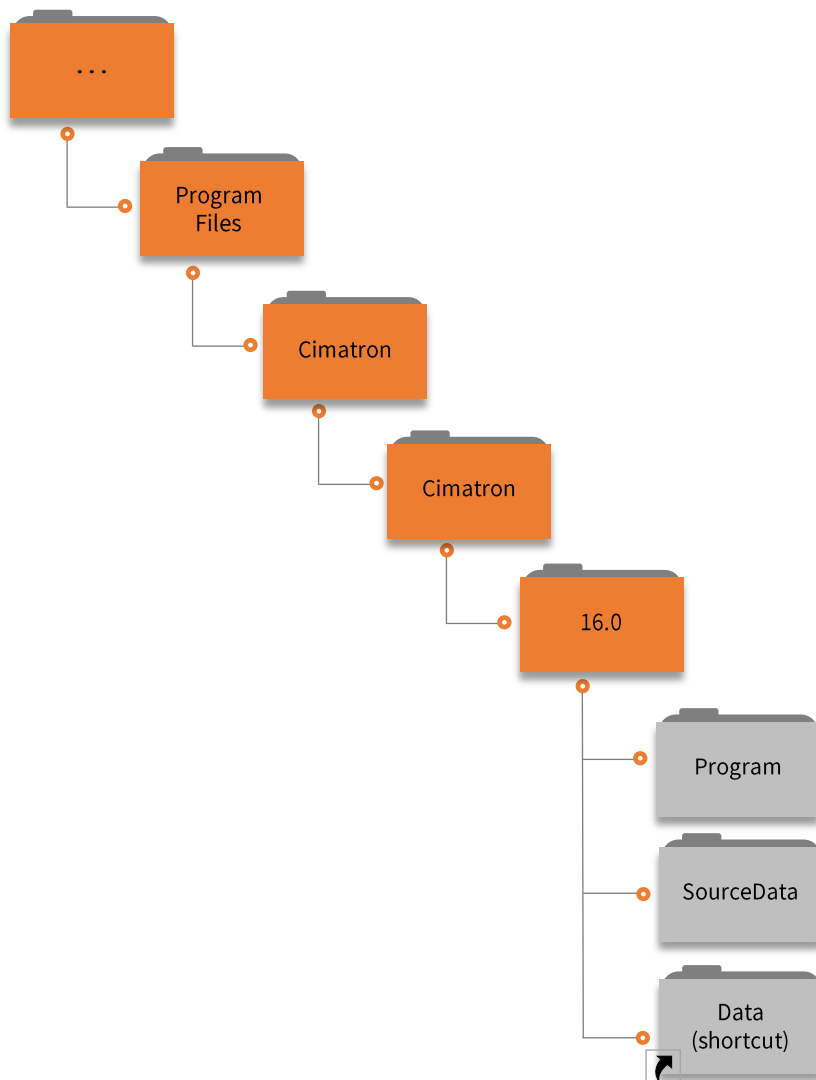 ...
Program
Files
Cimatron
Cimatron
16.0
Program
SourceData
Data
(shortcut)